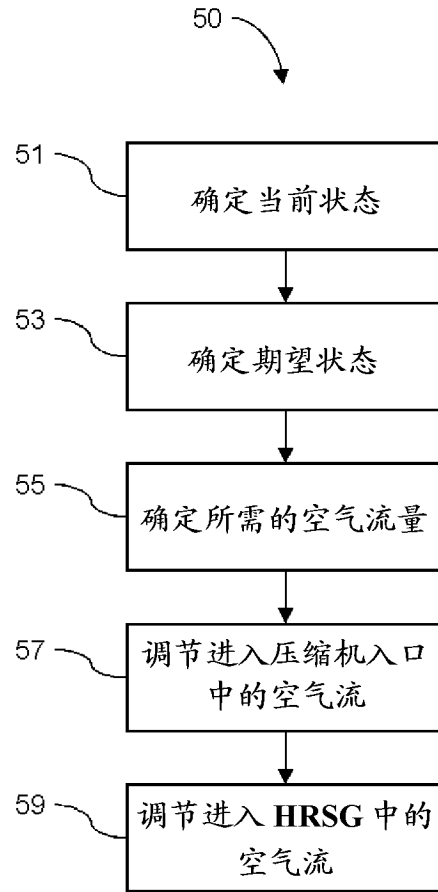 50
51
确定当前状态
53
确定期望状态
55
确定所需的空气流量
57
调节进入压缩机入口
中的空气流
59
调节进入 HRSG 中的
空气流